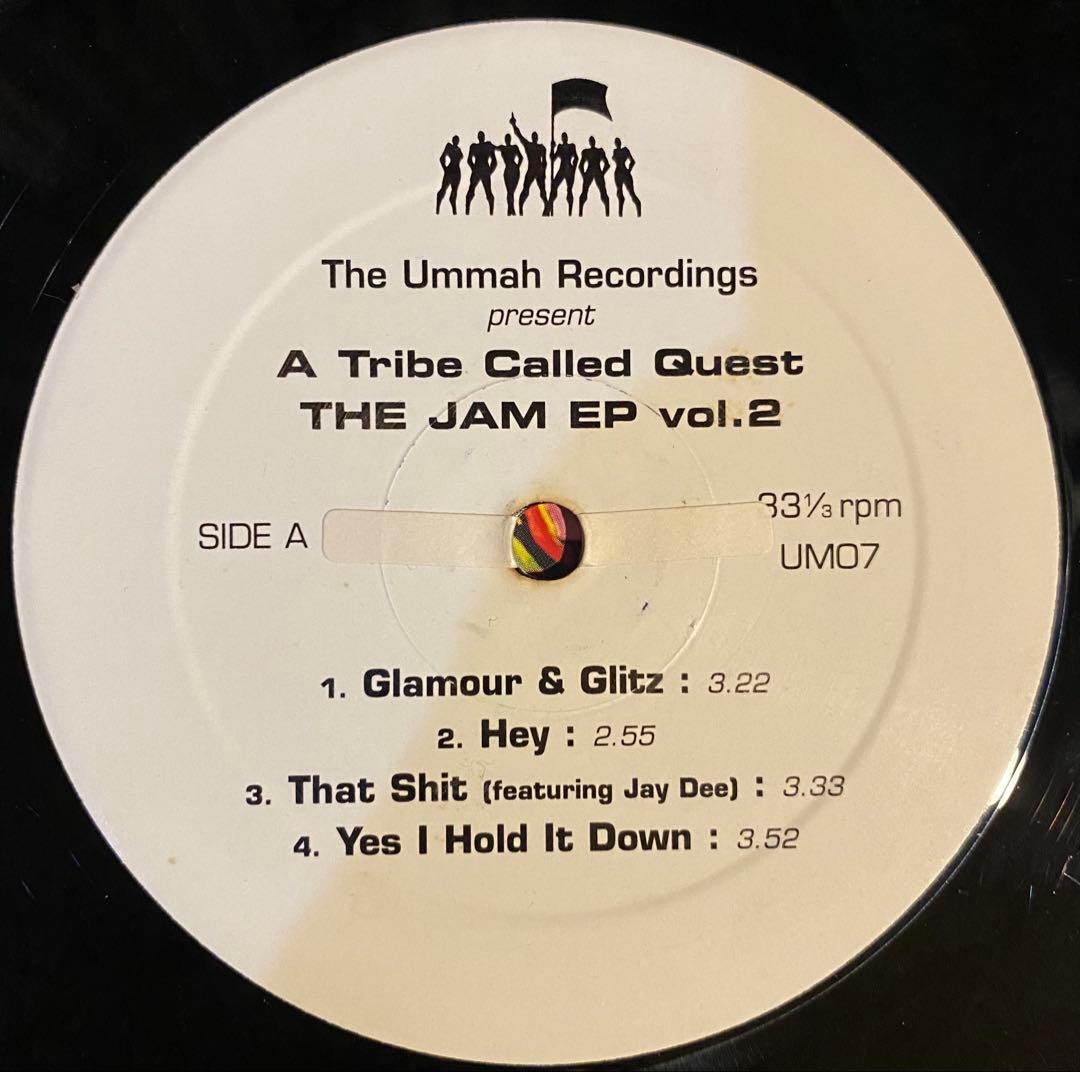 The Ummah Recordings
present
A Tribe Called Quest
THE JAM EP vol.2
SIDE A
33⅓ rpm
UM07
1. Glamour & Glitz : 3.22
2. Hey : 2.55
3. That Shit (featuring Jay Dee) : 3.33
4. Yes I Hold It Down : 3.52